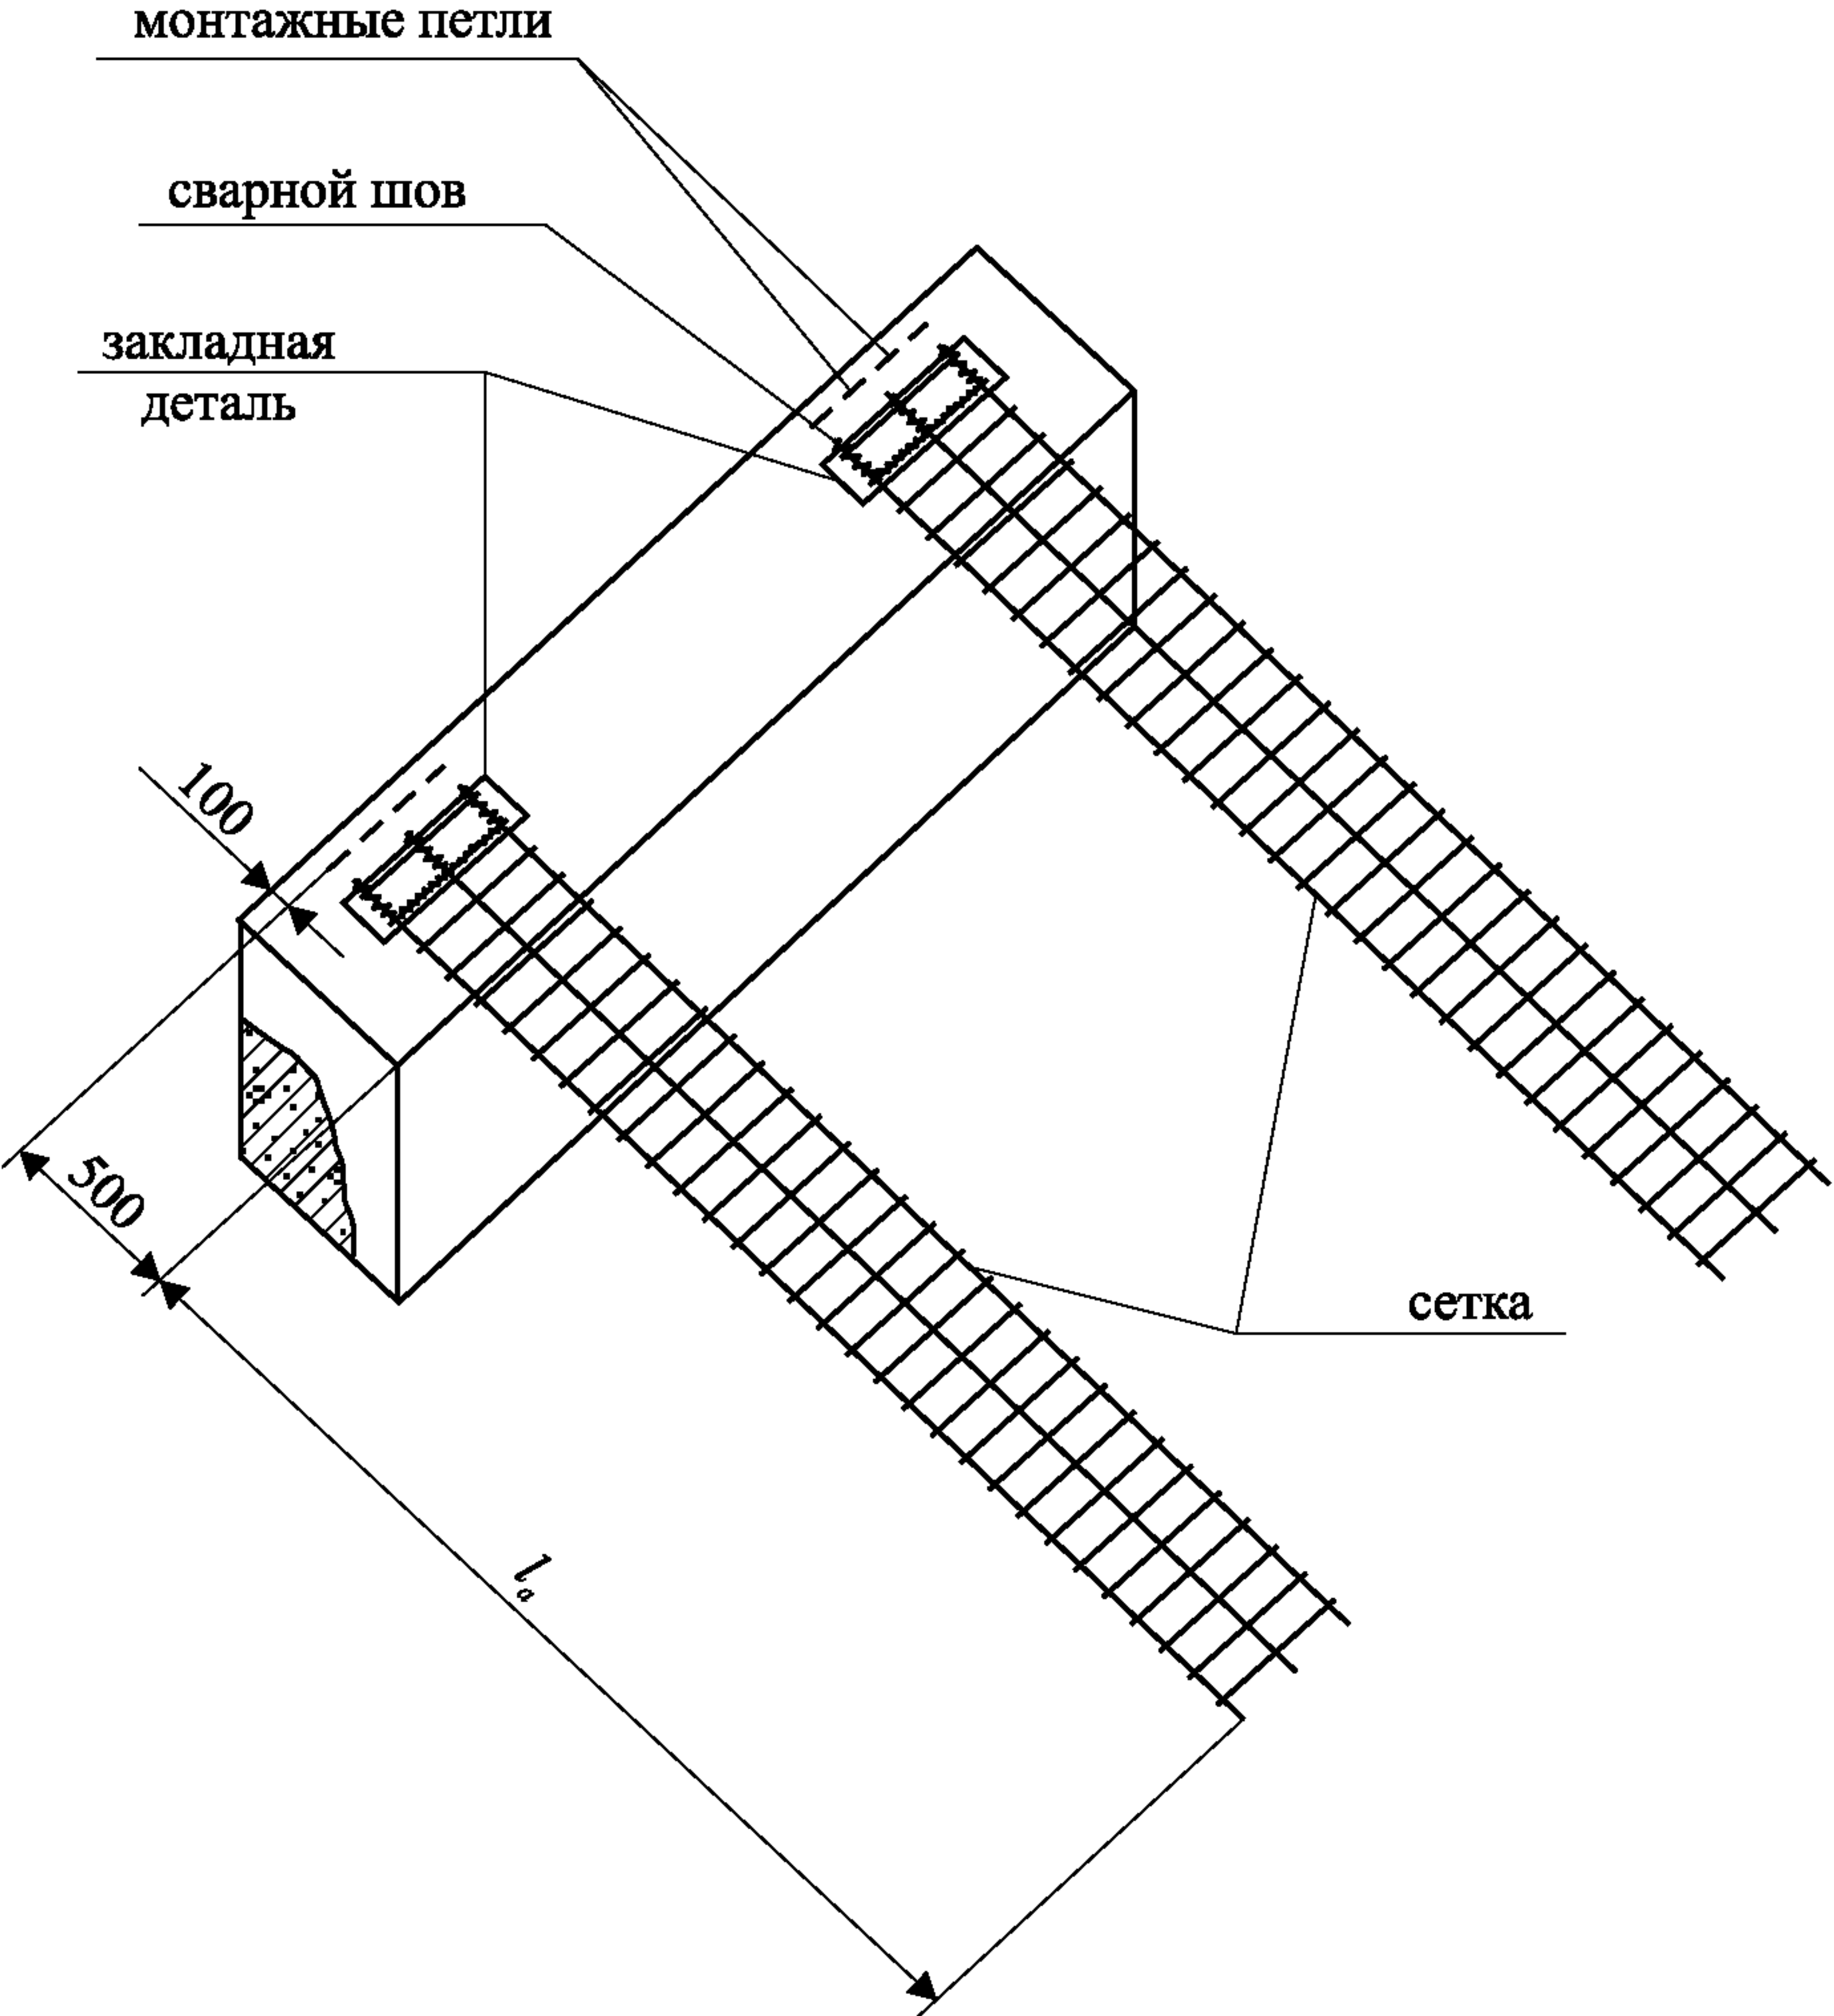 монтажные петли
сварной шов
закладная
деталь
100
500
сетка
lₐ